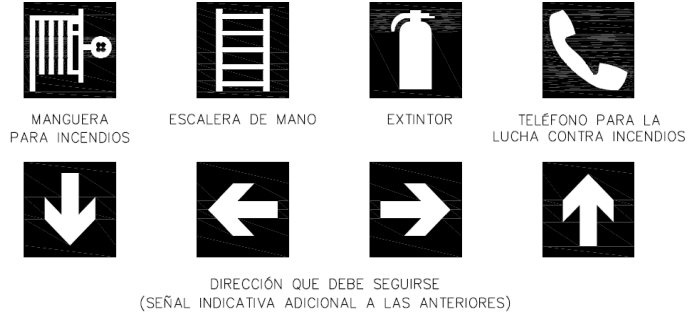 MANGUERA
PARA INCENDIOS
ESCALERA DE MANO
EXTINTOR
TELÉFONO PARA LA
LUCHA CONTRA INCENDIOS
DIRECCIÓN QUE DEBE SEGUIRSE
(SEÑAL INDICATIVA ADICIONAL A LAS ANTERIORES)